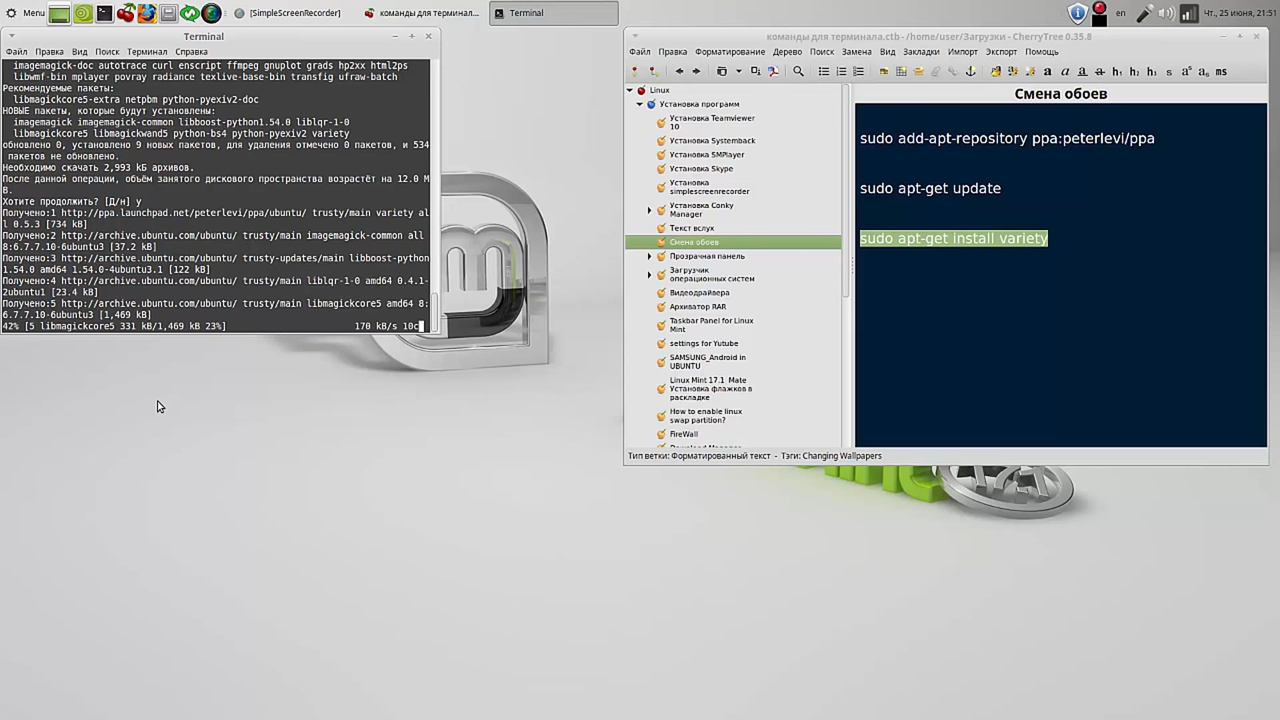 Menu
[SimpleScreenRecorder]
команды для терминал...
Terminal
en
Чт, 25 июня, 21:51
Terminal
Файл Правка Вид Поиск Терминал Справка
imagemagick-doc autotrace curl enscript ffmpeg gnuplot grads hp2xx html2ps
libwmf-bin mplayer povray radiance texlive-base-bin transfig ufraw-batch
Рекомендуемые пакеты:
libmagickcore5-extra netpbm python-pyexiv2-doc
НОВЫЕ пакеты, которые будут установлены:
imagemagick imagemagick-common libboost-python1.54.0 liblqr-1-0
libmagickcore5 libmagickwand5 python-bs4 python-pyexiv2 variety
обновлено 0, установлено 9 новых пакетов, для удаления отмечено 0 пакетов, и 534
пакетов не обновлено.
Необходимо скачать 2,993 kБ архивов.
После данной операции, объём занятого дискового пространства возрастёт на 12.0 M
B.
Хотите продолжить? [Д/н] y
Получено:1 http://ppa.launchpad.net/peterlevi/ppa/ubuntu/ trusty/main variety al
l 0.5.3 [734 kB]
Получено:2 http://archive.ubuntu.com/ubuntu/ trusty/main imagemagick-common all
8:6.7.7.10-6ubuntu3 [37.2 kB]
Получено:3 http://archive.ubuntu.com/ubuntu/ trusty-updates/main libboost-python
1.54.0 amd64 1.54.0-4ubuntu3.1 [122 kB]
Получено:4 http://archive.ubuntu.com/ubuntu/ trusty/main liblqr-1-0 amd64 0.4.1-
2ubuntu1 [23.4 kB]
Получено:5 http://archive.ubuntu.com/ubuntu/ trusty/main libmagickcore5 amd64 8:
6.7.7.10-6ubuntu3 [1,469 kB]
42% [5 libmagickcore5 331 kB/1,469 kB 23%] 170 kB/s 10с
команды для терминала.ctb - /home/user/Загрузки - CherryTree 0.35.8
Файл Правка Форматирование Дерево Поиск Замена Вид Закладки Импорт Экспорт Помощь
a a a a h₁ h₂ h₃ s aˢ aₛ ms
Linux
Установка программ
Установка Teamviewer
10
Установка Systemback
Установка SMPlayer
Установка Skype
Установка
simplescreenrecorder
Установка Conky
Manager
Текст вслух
Смена обоев
Прозрачная панель
Загрузчик
операционных систем
Видеодрайвера
Архиватор RAR
Taskbar Panel for Linux
Mint
settings for Yutube
SAMSUNG_Android in
UBUNTU
Linux Mint 17.1 Mate
Установка флажков в
раскладке
How to enable linux
swap partition?
FireWall
Смена обоев
sudo add-apt-repository ppa:peterlevi/ppa
sudo apt-get update
sudo apt-get install variety
Тип ветки: Форматированный текст - Тэги: Changing Wallpapers